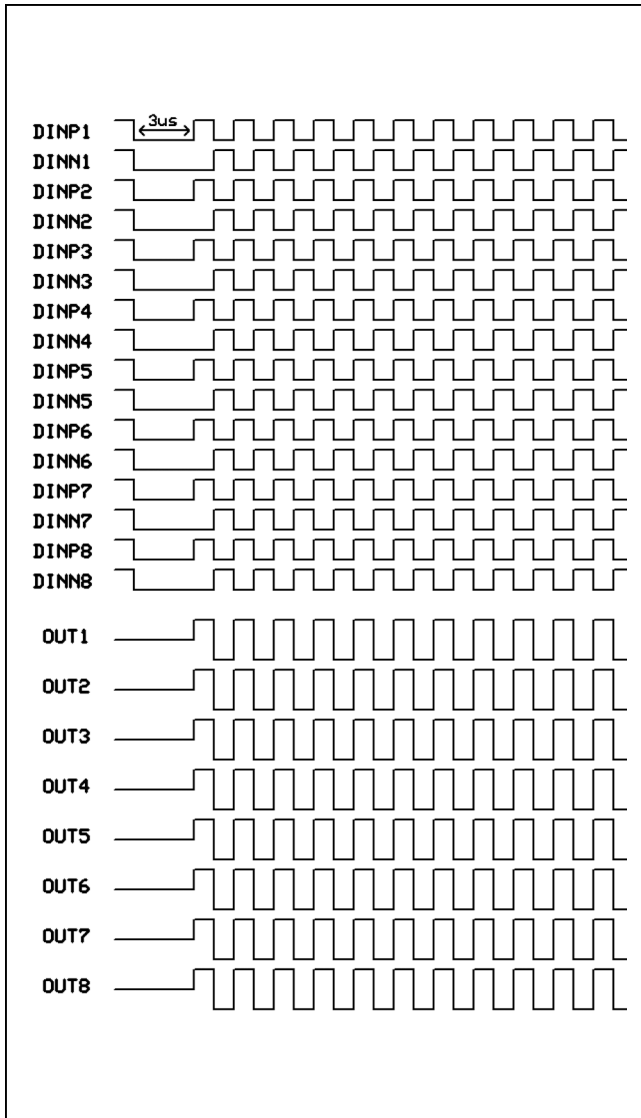 3us
DINP1
DINN1
DINP2
DINN2
DINP3
DINN3
DINP4
DINN4
DINP5
DINN5
DINP6
DINN6
DINP7
DINN7
DINP8
DINN8
OUT1
OUT2
OUT3
OUT4
OUT5
OUT6
OUT7
OUT8